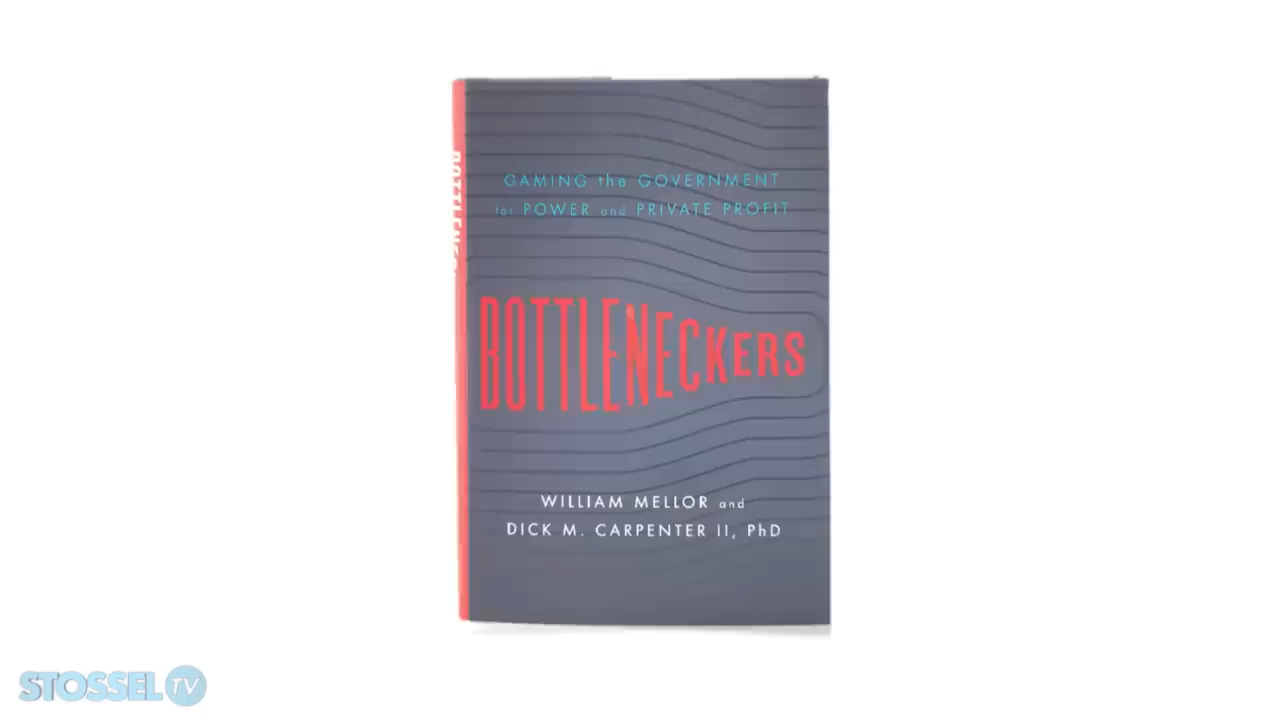 GAMING the GOVERNMENT
for POWER and PRIVATE PROFIT
BOTTLENECKERS
WILLIAM MELLOR and
DICK M. CARPENTER II, PhD
STOSSEL TV